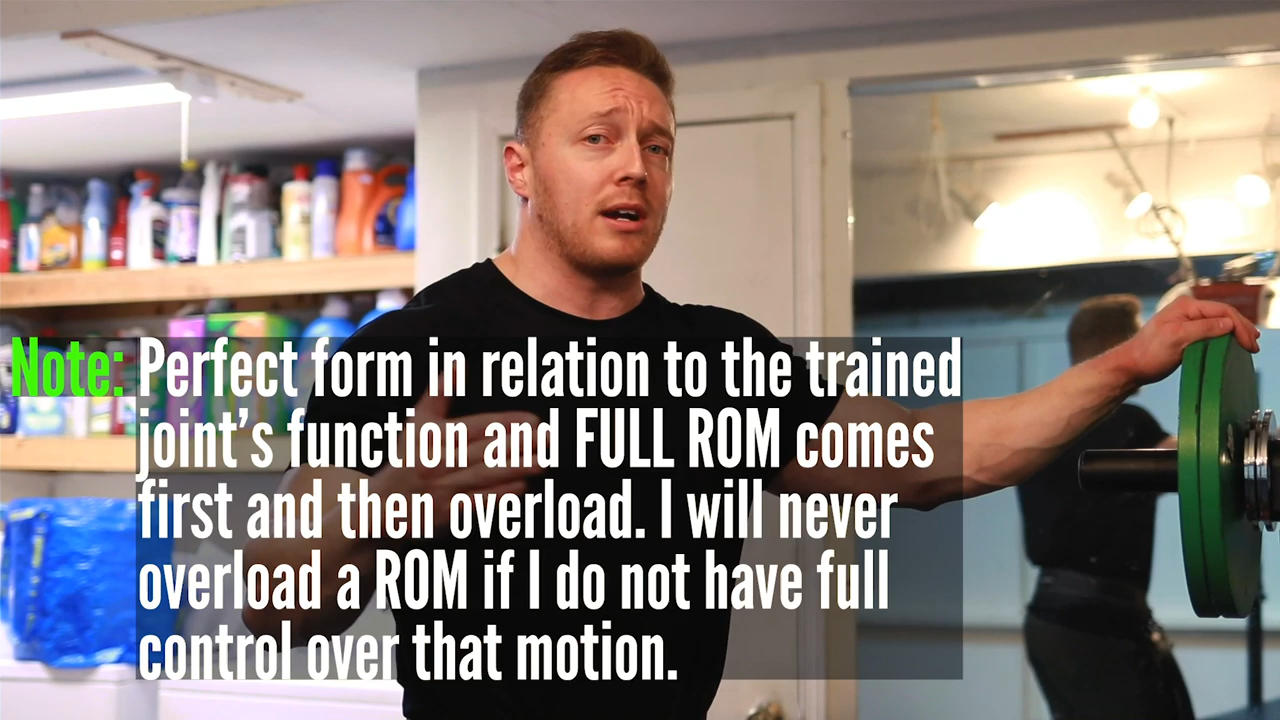 Note: Perfect form in relation to the trained
joint's function and FULL ROM comes
first and then overload. I will never
overload a ROM if I do not have full
control over that motion.